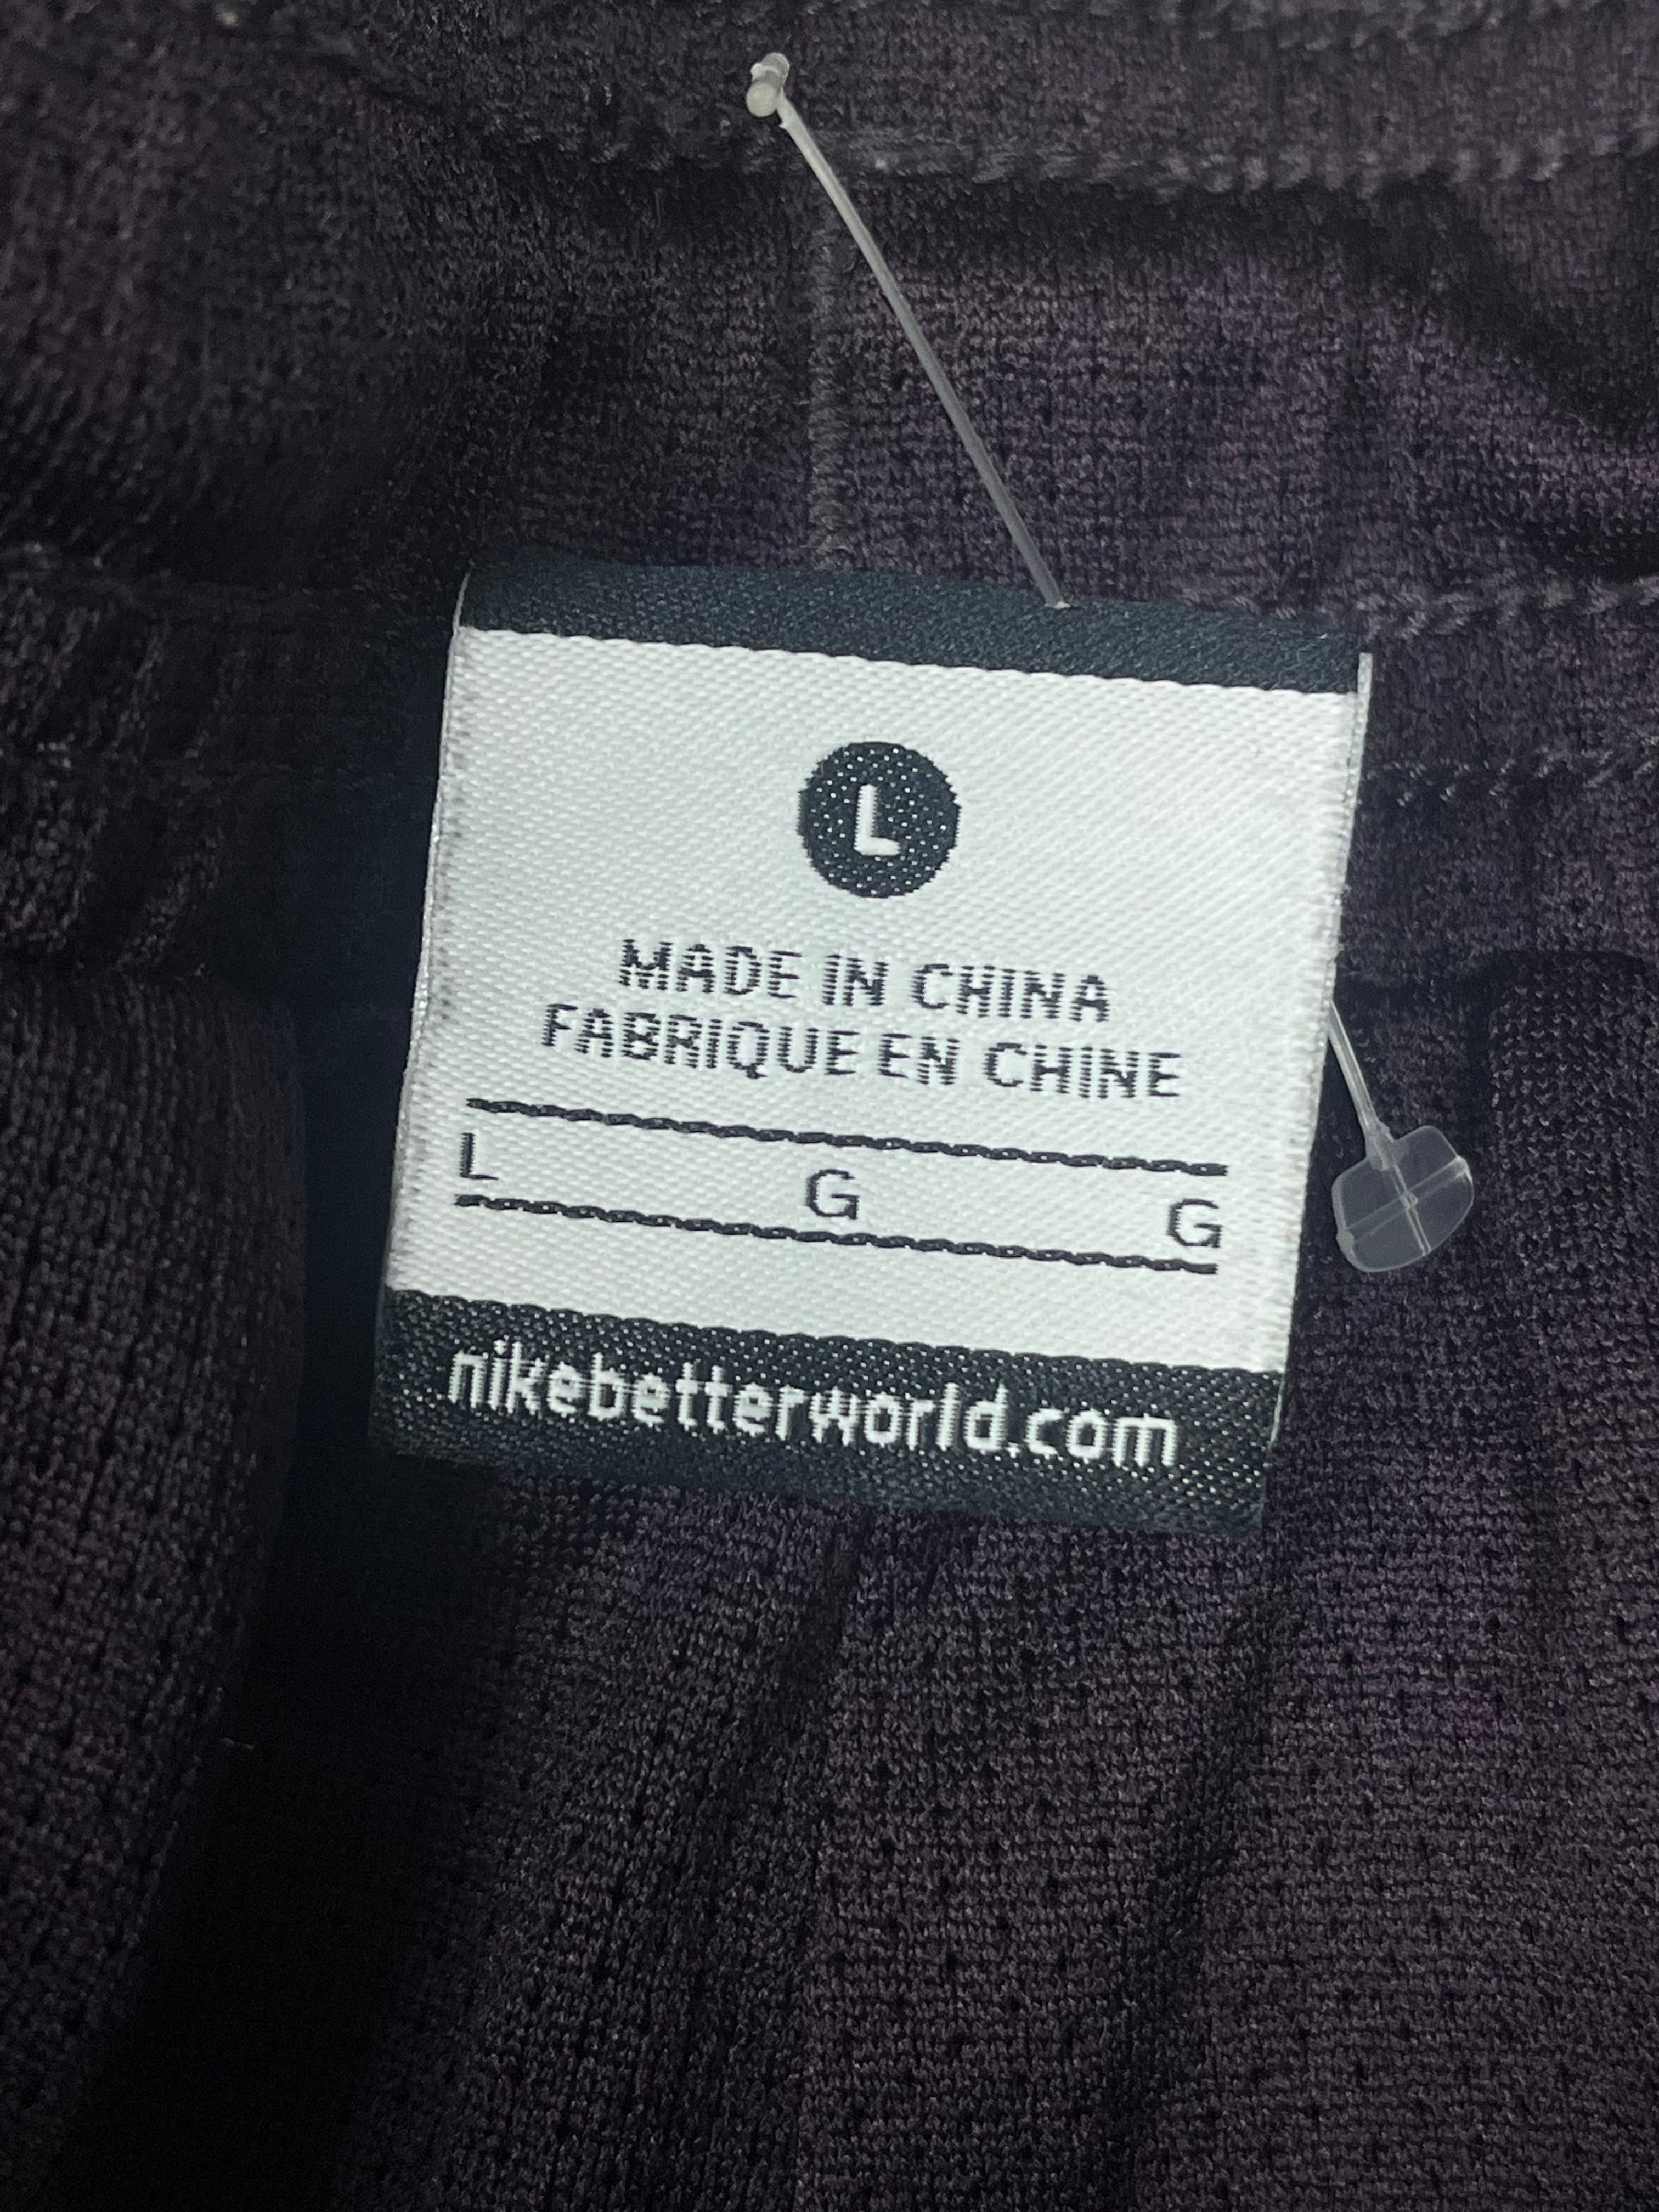 L
MADE IN CHINA
FABRIQUE EN CHINE
L G G
nikebetterworld.com